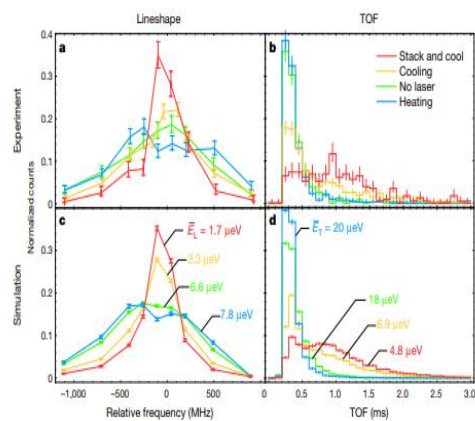 Lineshape TOF
a
b
0.4
0.3
0.2
0.1
0.0
Experiment
Normalized counts
Stack and cool
Cooling
No laser
Heating
c
d
0.3
0.2
0.1
Simulation
E̅L = 1.7 μeV
3.3 μeV
6.6 μeV
7.8 μeV
E̅T = 20 μeV
18 μeV
8.9 μeV
4.8 μeV
-1,000 -500 0 500
0.0 0.5 1.0 1.5 2.0 2.5 3.0
Relative frequency (MHz) TOF (ms)